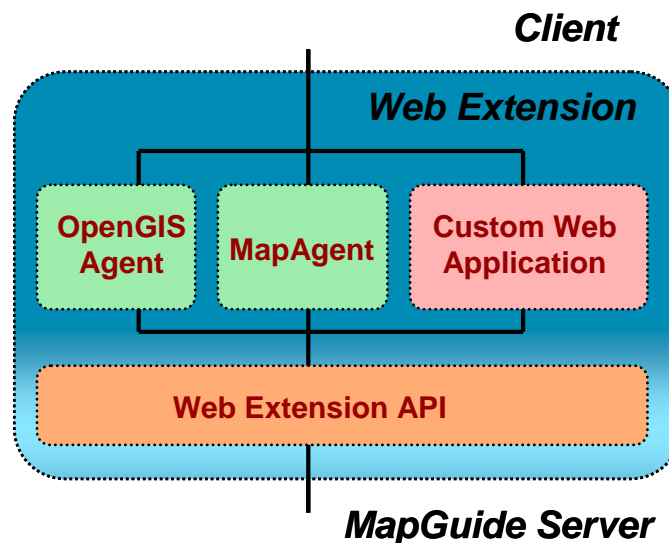 Client
Web Extension
OpenGIS
Agent
MapAgent
Custom Web
Application
Web Extension API
MapGuide Server